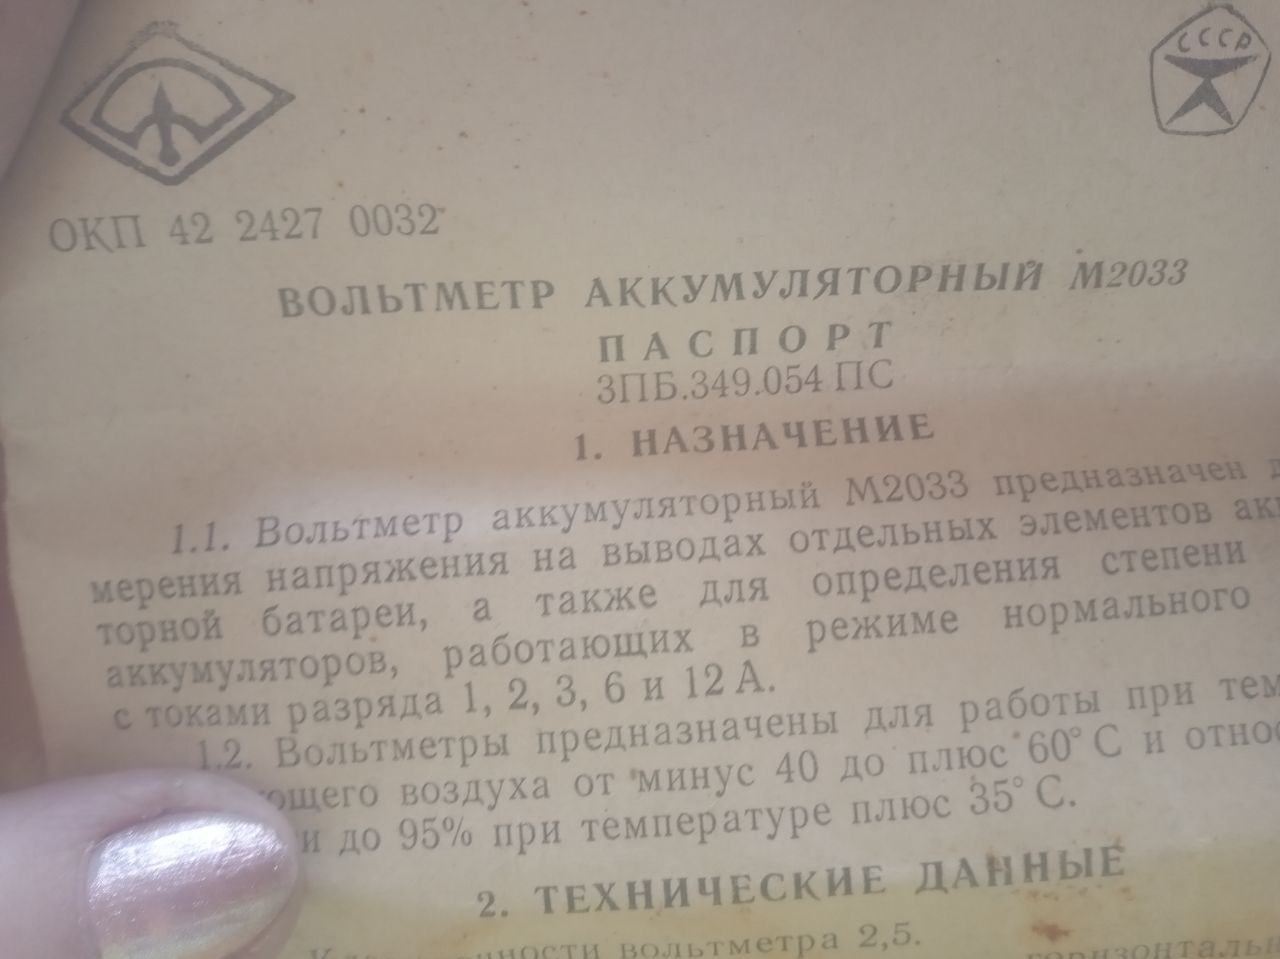 СССР
ОКП 42 2427 0032
ВОЛЬТМЕТР АККУМУЛЯТОРНЫЙ М2033
ПАСПОРТ
3ПБ.349.054 ПС
1. НАЗНАЧЕНИЕ
1.1. Вольтметр аккумуляторный М2033 предназначен
мерения напряжения на выводах отдельных элементов
торной батареи, а также для определения степени
аккумуляторов, работающих в режиме нормального
с токами разряда 1, 2, 3, 6 и 12 А.
1.2. Вольтметры предназначены для работы при
ющего воздуха от минус 40 до плюс 60° С и
и до 95% при температуре плюс 35° С.
2. ТЕХНИЧЕСКИЕ ДАННЫЕ
вольтметра 2,5.